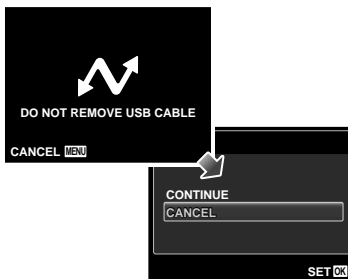 DO NOT REMOVE USB CABLE
CANCEL MENU
CONTINUE
CANCEL
SET OK